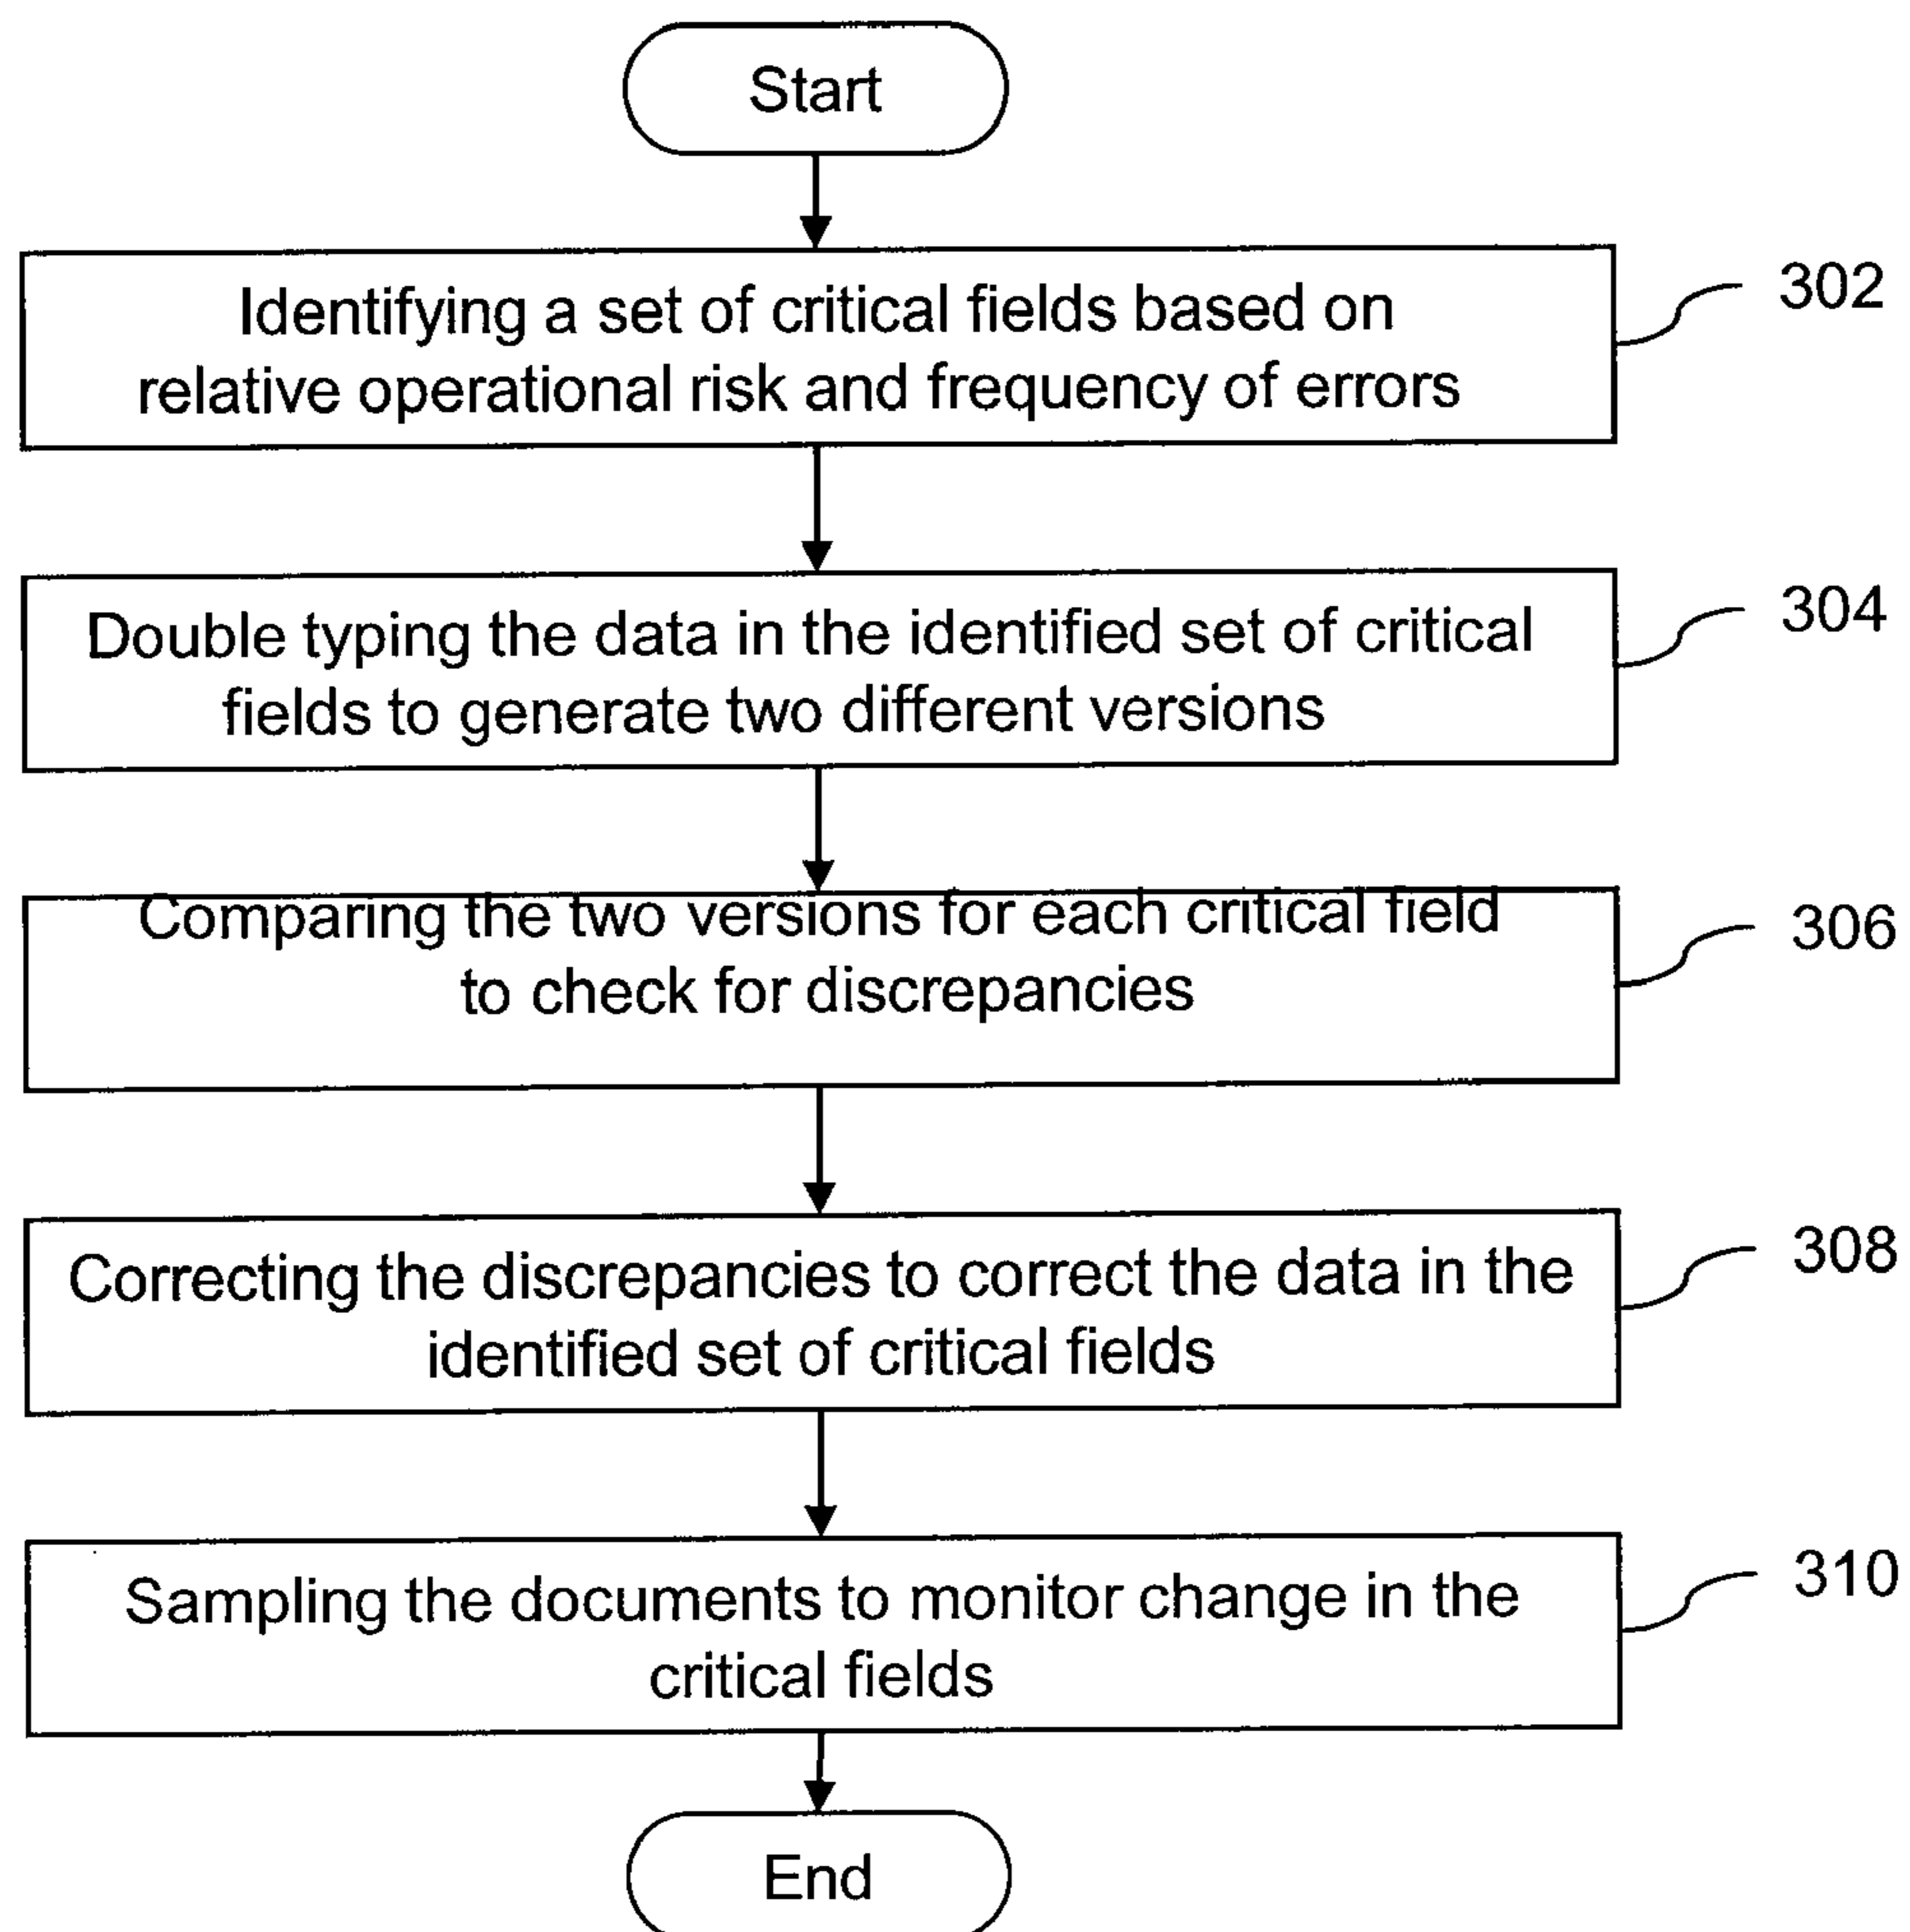 Start
Identifying a set of critical fields based on
relative operational risk and frequency of errors
302
Double typing the data in the identified set of critical
fields to generate two different versions
304
Comparing the two versions for each critical field
to check for discrepancies
306
Correcting the discrepancies to correct the data in the
identified set of critical fields
308
Sampling the documents to monitor change in the
critical fields
310
End